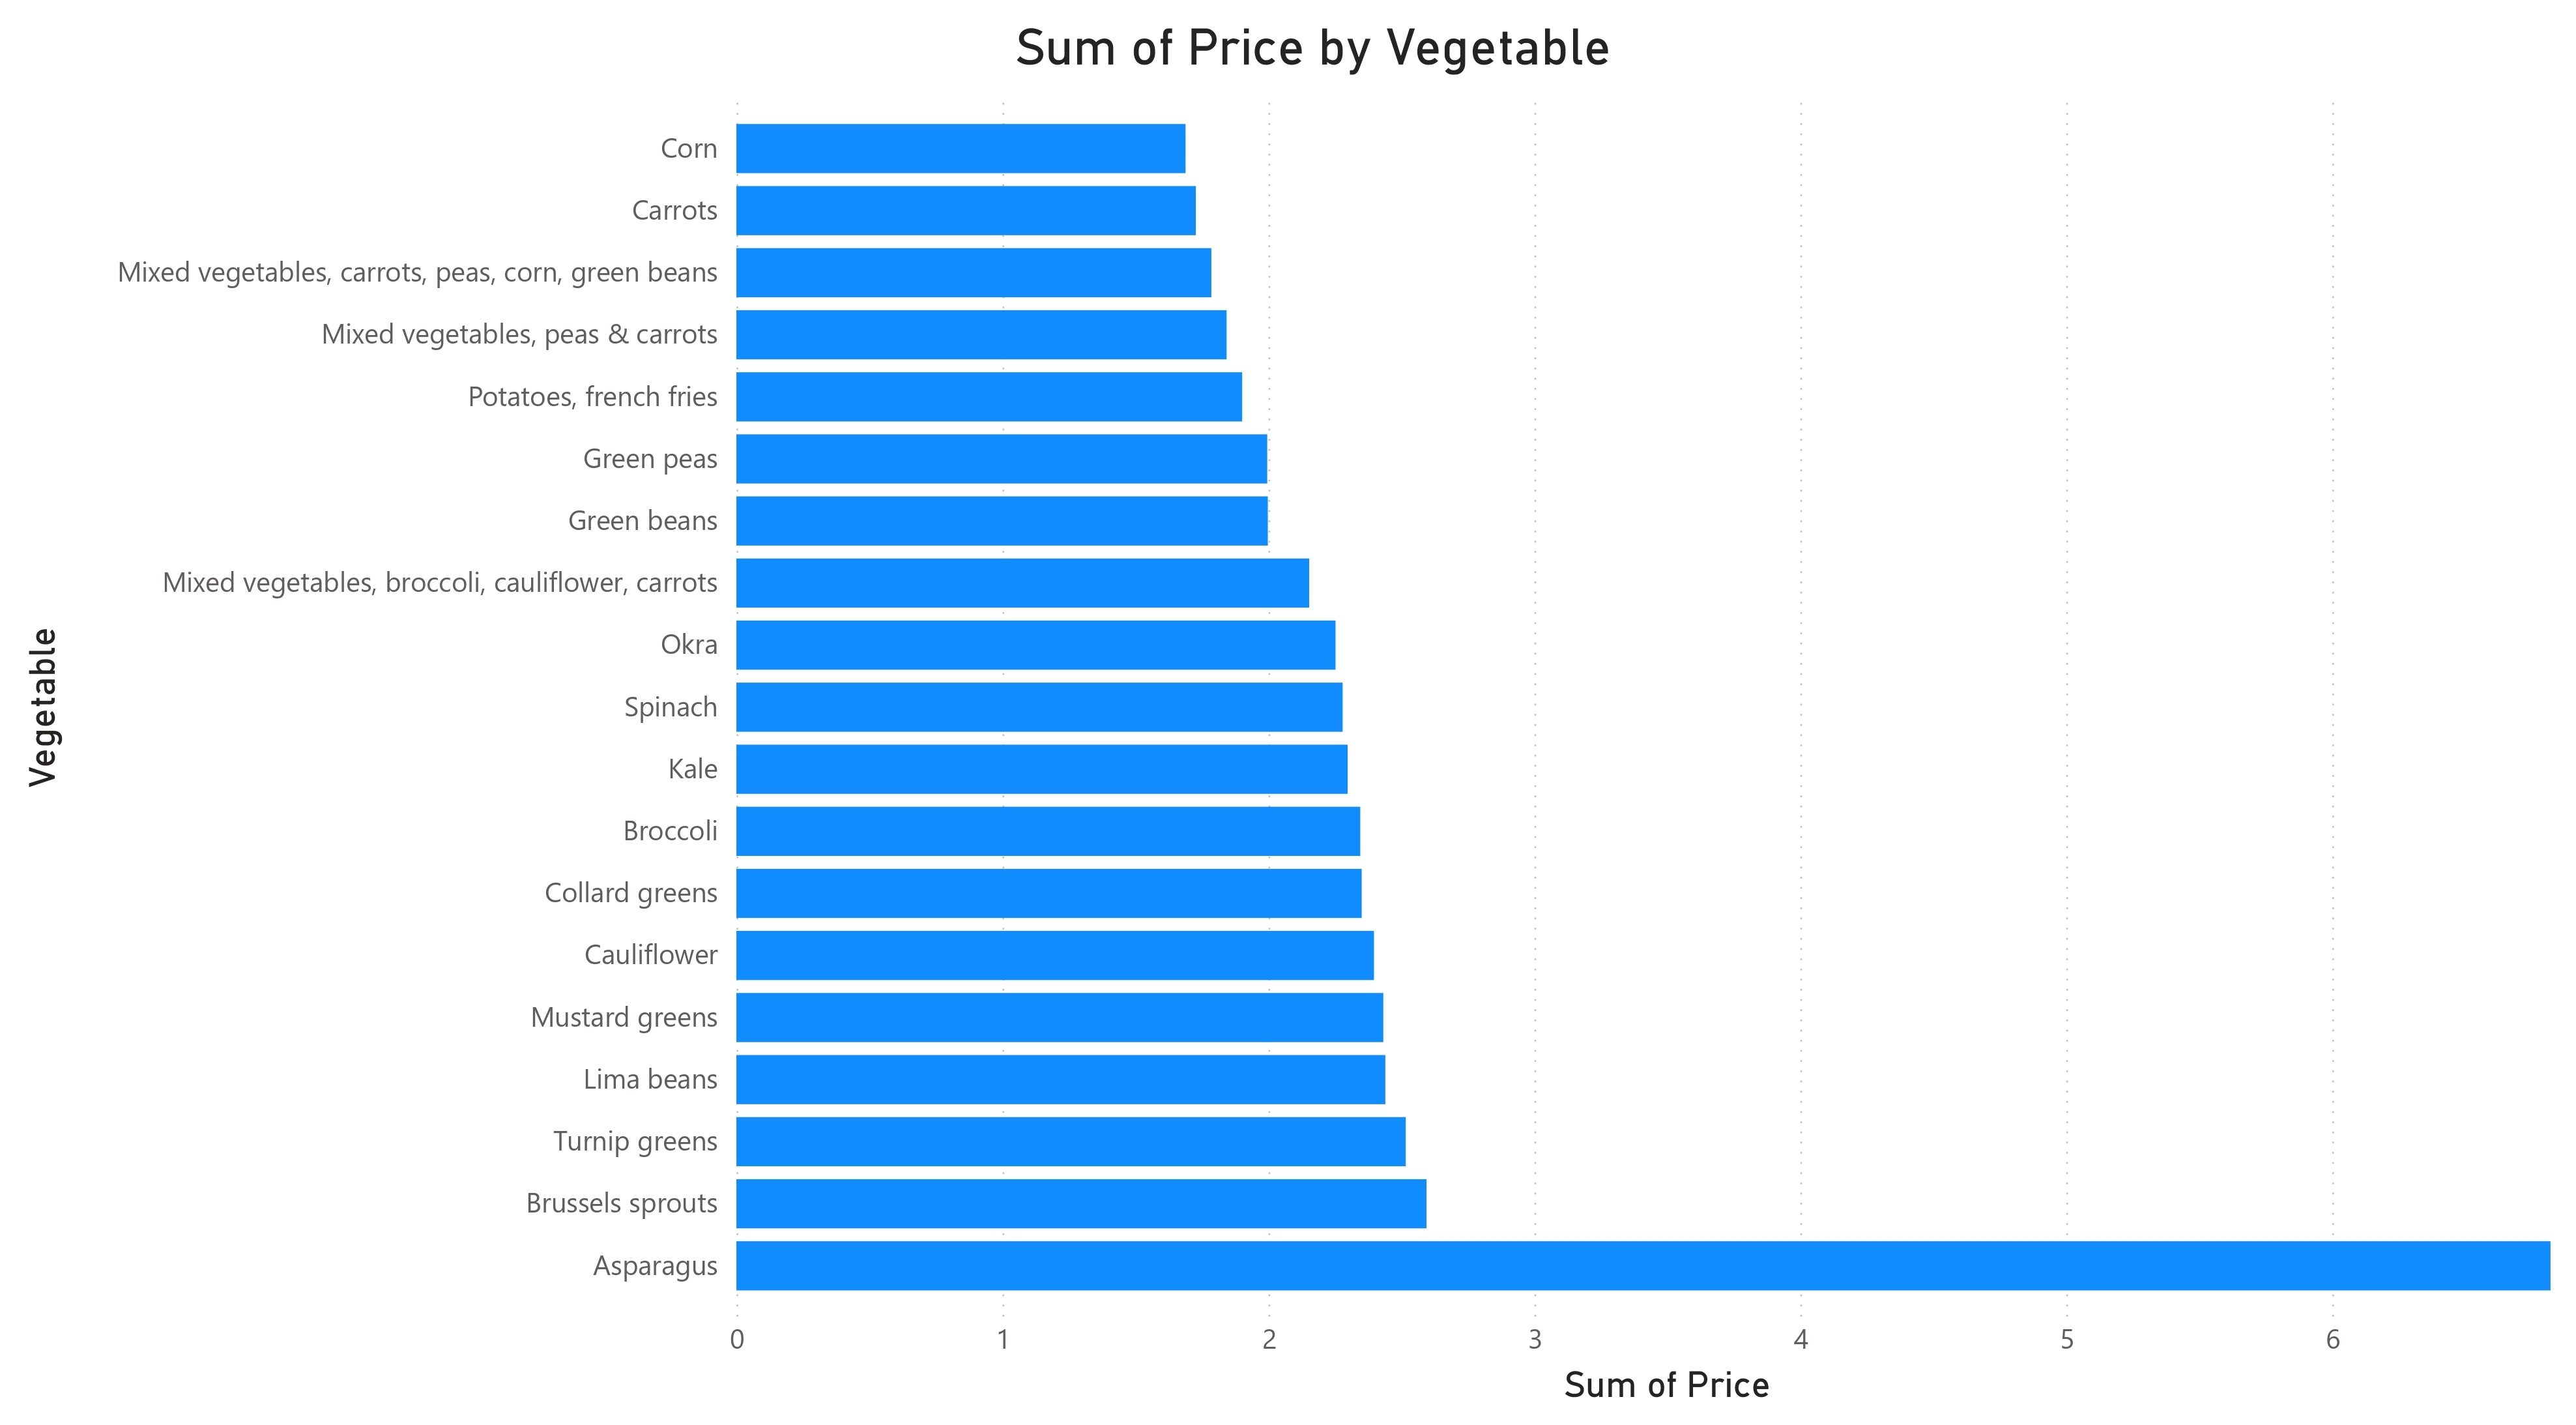 Sum of Price by Vegetable
Vegetable
Corn
Carrots
Mixed vegetables, carrots, peas, corn, green beans
Mixed vegetables, peas & carrots
Potatoes, french fries
Green peas
Green beans
Mixed vegetables, broccoli, cauliflower, carrots
Okra
Spinach
Kale
Broccoli
Collard greens
Cauliflower
Mustard greens
Lima beans
Turnip greens
Brussels sprouts
Asparagus
0 1 2 3 4 5 6
Sum of Price